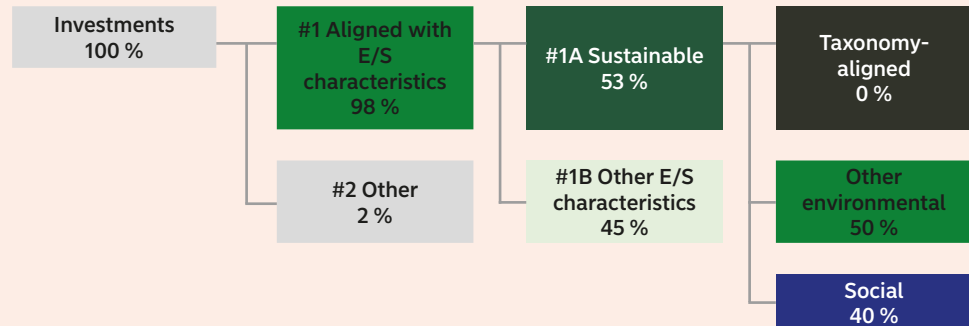 Investments
100 %
#1 Aligned with
E/S
characteristics
98 %
#2 Other
2 %
#1A Sustainable
53 %
#1B Other E/S
characteristics
45 %
Taxonomy-
aligned
0 %
Other
environmental
50 %
Social
40 %